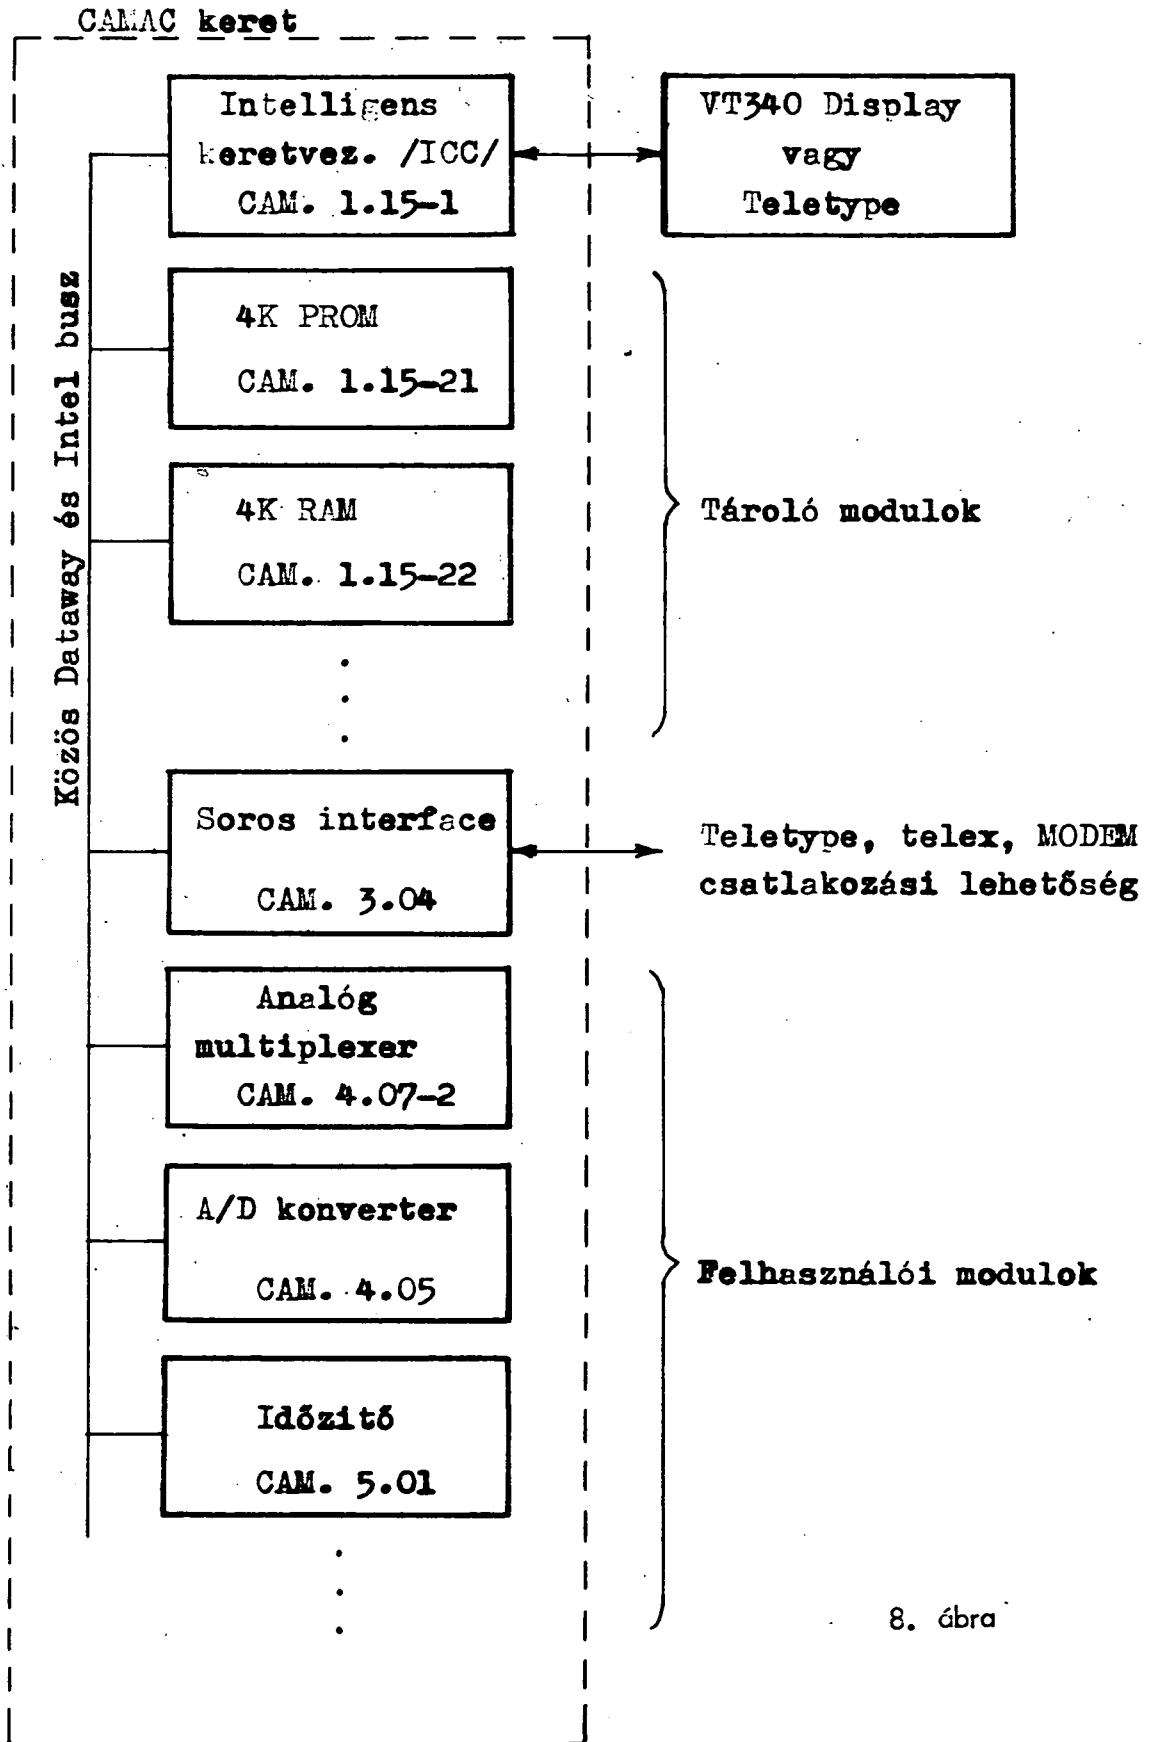 CAMAC keret
Intelligens
keretvez. /ICC/
CAM. 1.15-1
VT340 Display
vagy
Teletype
Közös Dataway és Intel busz
4K PROM
CAM. 1.15-21
4K RAM
CAM. 1.15-22
Tároló modulok
Soros interface
CAM. 3.04
Teletype, telex, MODEM
csatlakozási lehetőség
Analóg
multiplexer
CAM. 4.07-2
A/D konverter
CAM. 4.05
Felhasználói modulok
Időzitő
CAM. 5.01
8. ábra